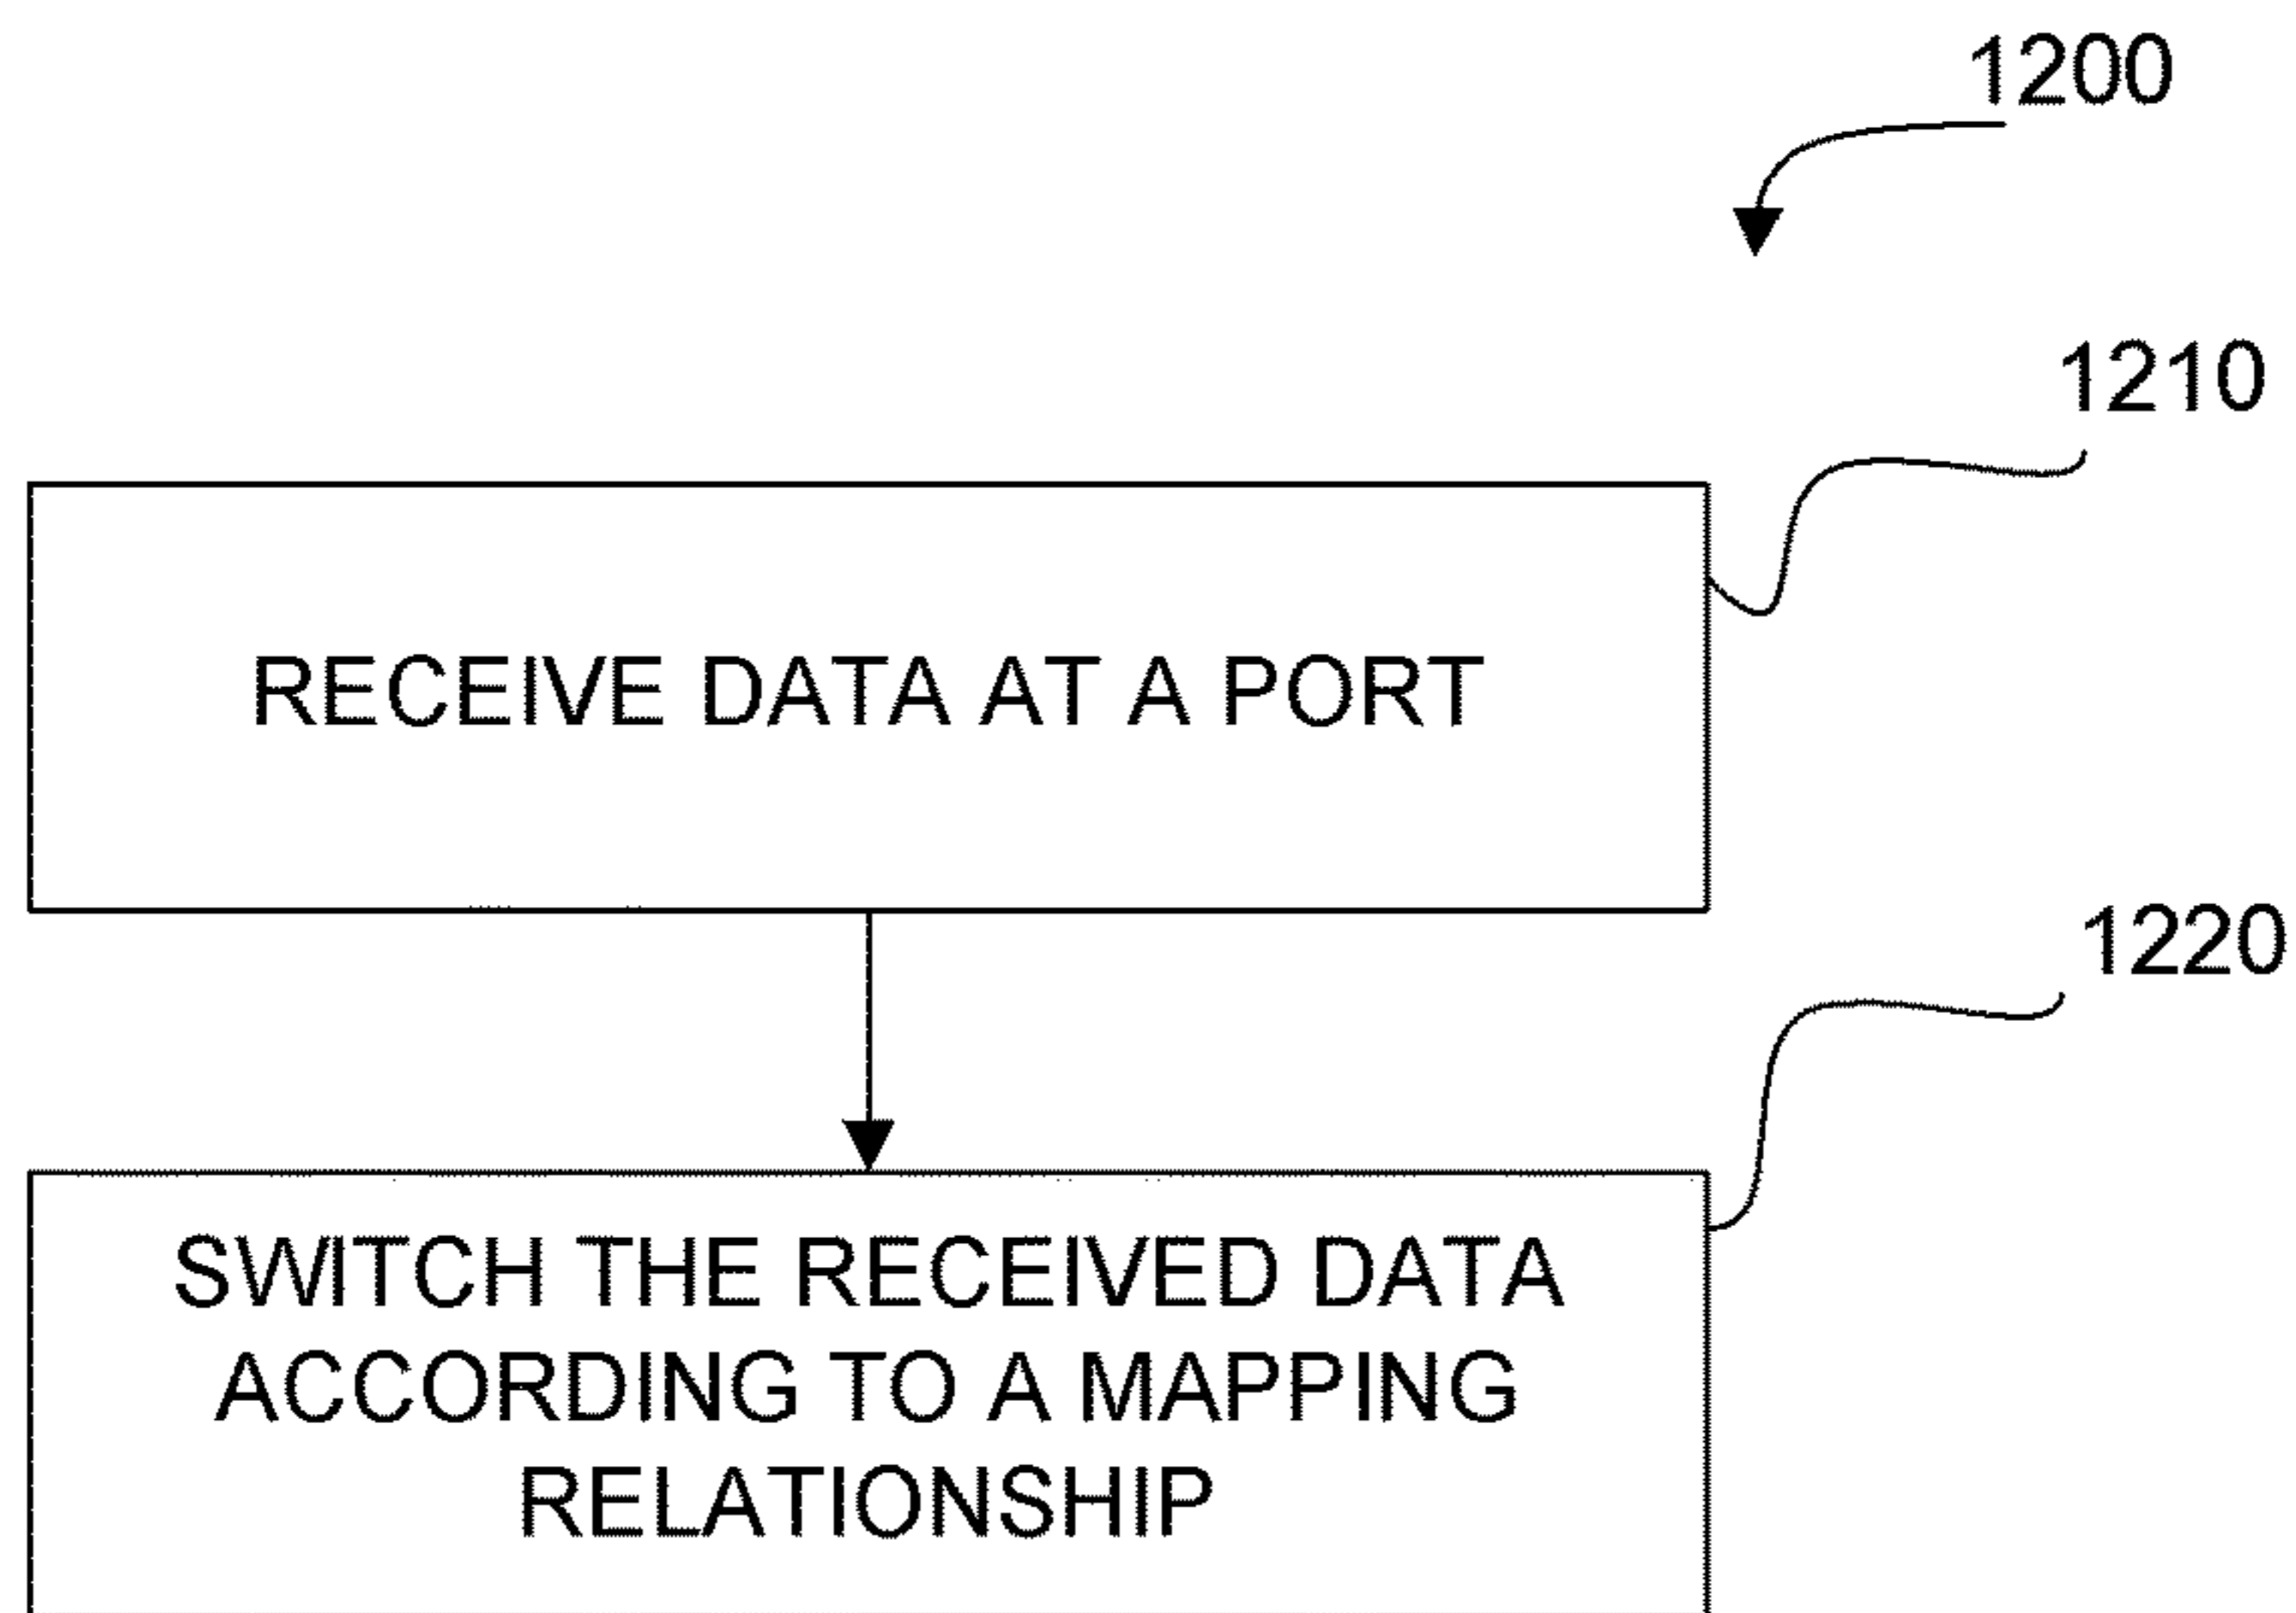 1200
1210
RECEIVE DATA AT A PORT
1220
SWITCH THE RECEIVED DATA
ACCORDING TO A MAPPING
RELATIONSHIP